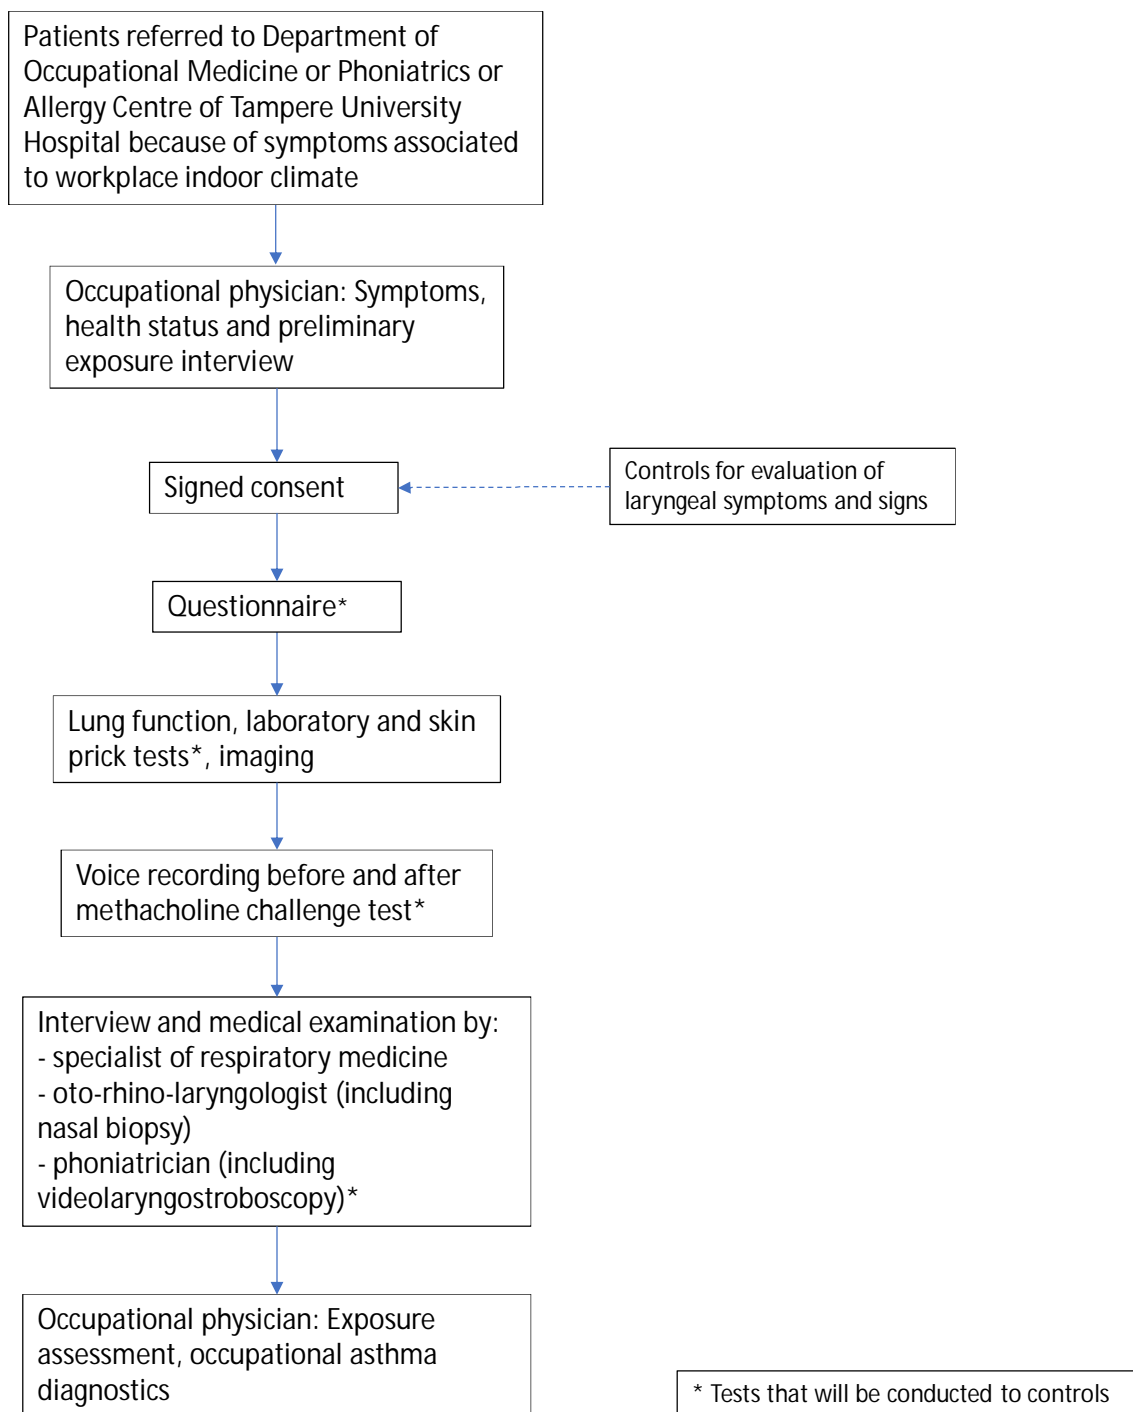 Patients referred to Department of
Occupational Medicine or Phoniatrics or
Allergy Centre of Tampere University
Hospital because of symptoms associated
to workplace indoor climate
Occupational physician: Symptoms,
health status and preliminary
exposure interview
Signed consent
Controls for evaluation of
laryngeal symptoms and signs
Questionnaire*
Lung function, laboratory and skin
prick tests*, imaging
Voice recording before and after
methacholine challenge test*
Interview and medical examination by:
- specialist of respiratory medicine
- oto-rhino-laryngologist (including
nasal biopsy)
- phoniatrician (including
videolaryngostroboscopy)*
Occupational physician: Exposure
assessment, occupational asthma
diagnostics
* Tests that will be conducted to controls